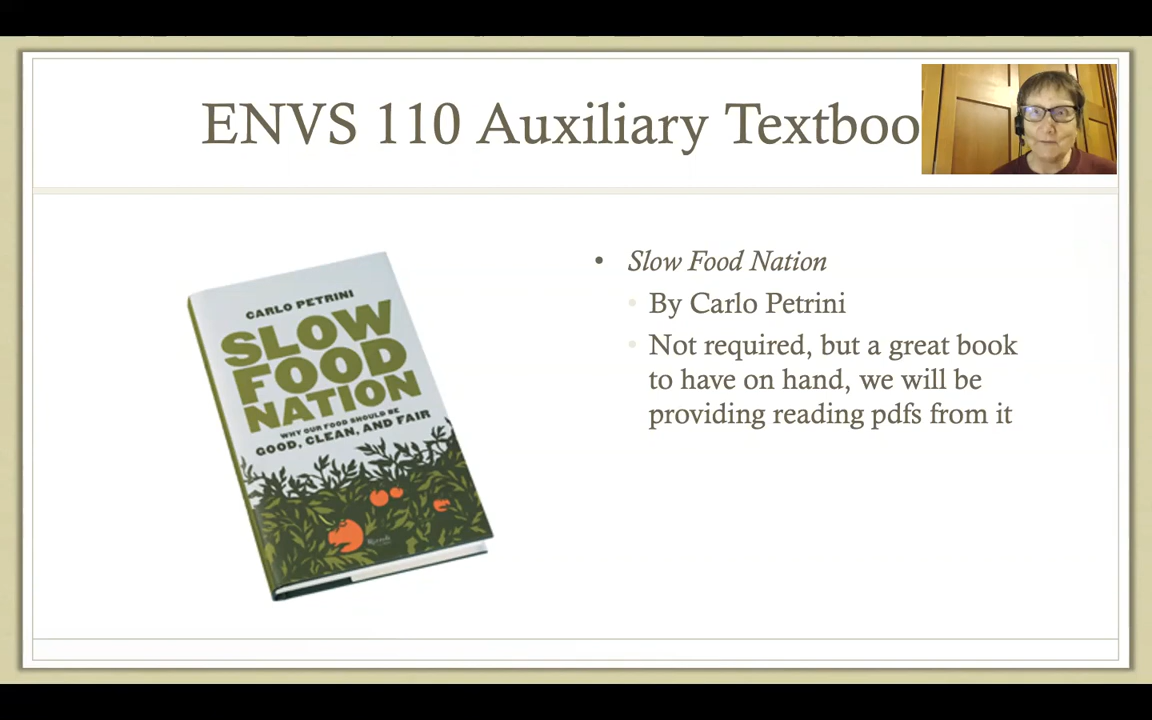 ENVS 110 Auxiliary Textboo
CARLO PETRINI
SLOW
FOOD
NATION
WHY OUR FOOD SHOULD BE
GOOD, CLEAN, AND FAIR
• Slow Food Nation
• By Carlo Petrini
• Not required, but a great book
to have on hand, we will be
providing reading pdfs from it